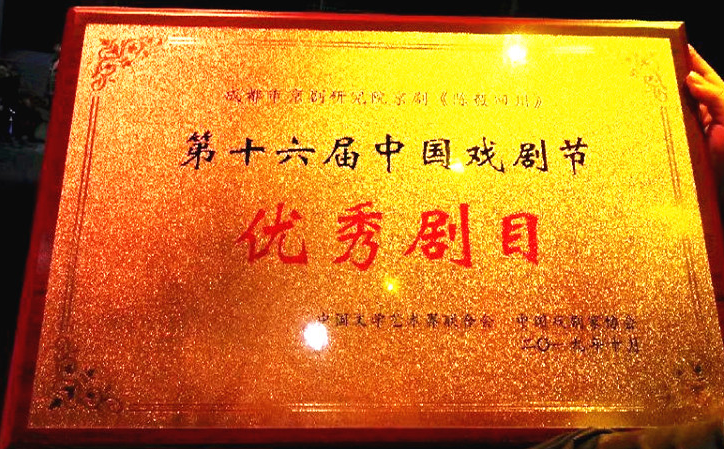 成都市京剧研究院京剧《陈毅回川》
第十六届中国戏剧节
优秀剧目
中国文学艺术界联合会 中国戏剧家协会
二〇一九年十月